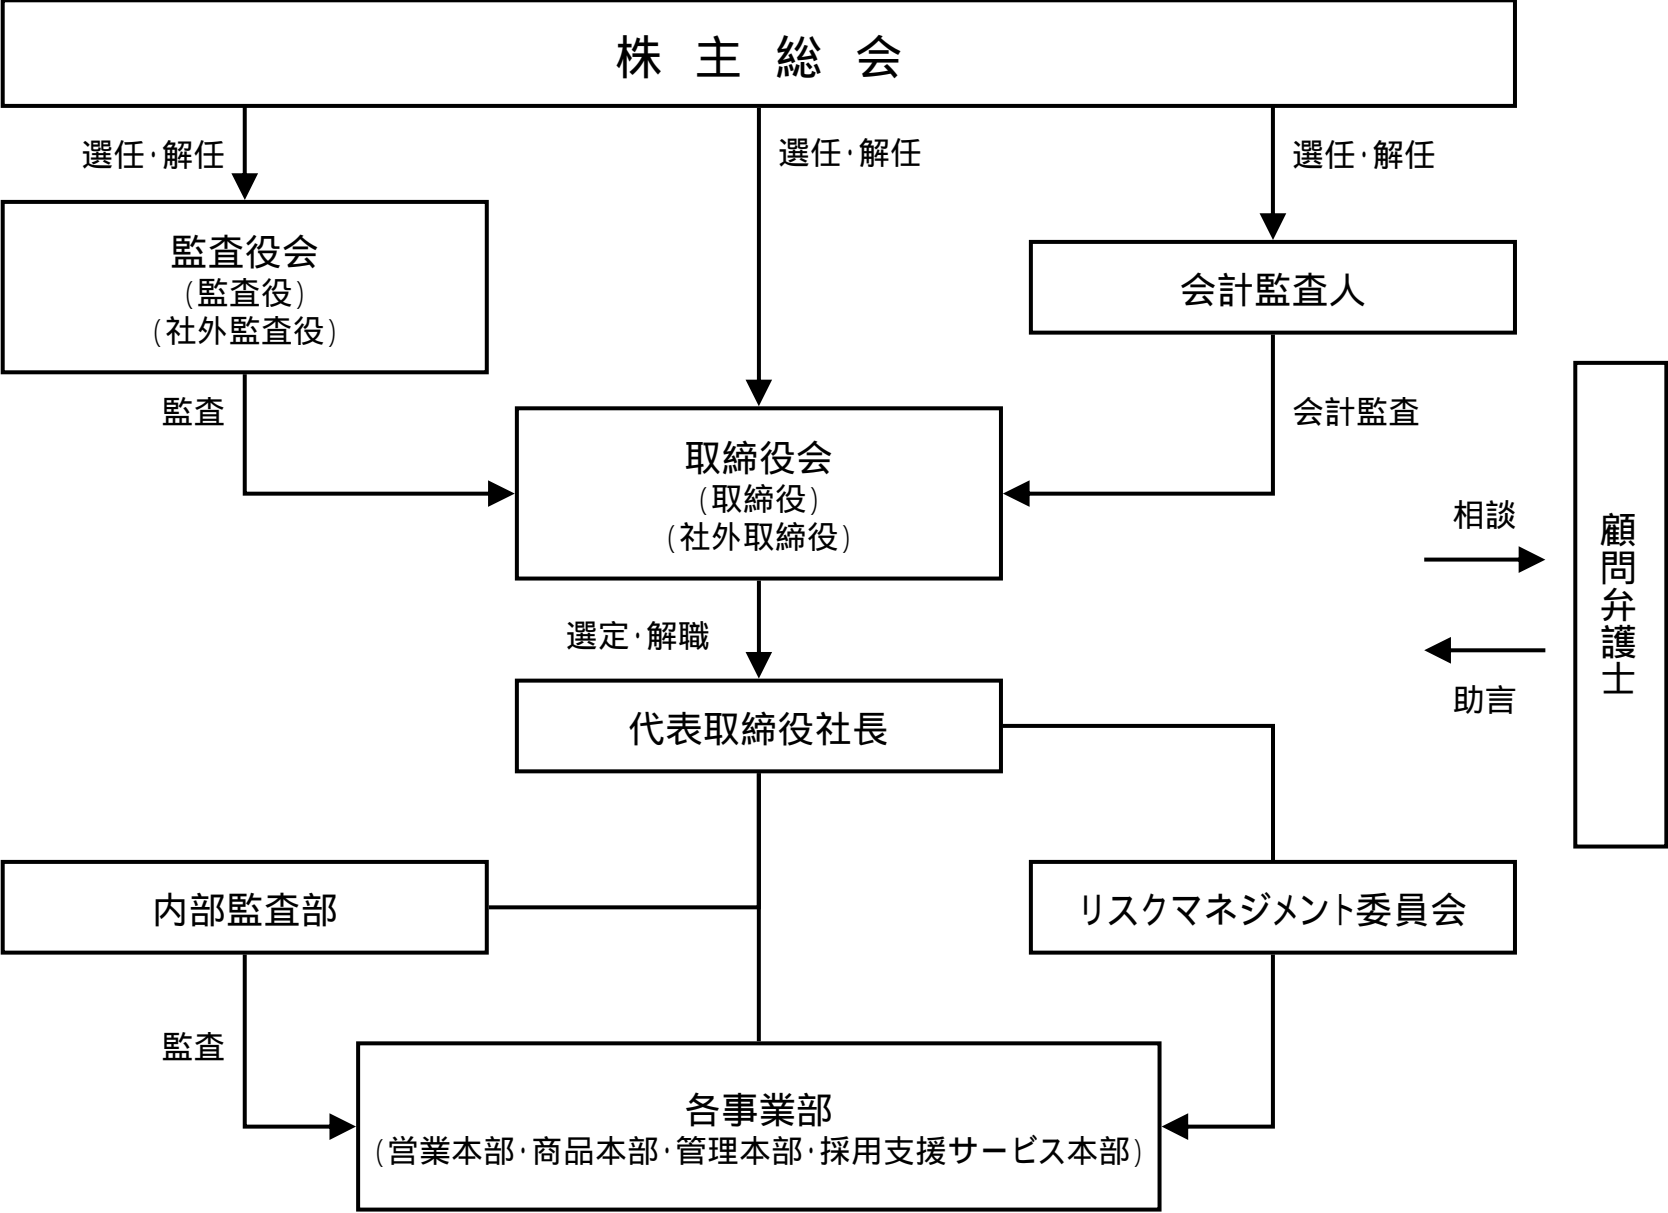 株主総会
選任・解任
選任・解任
選任・解任
監査役会
(監査役)
(社外監査役)
会計監査人
監査
会計監査
取締役会
(取締役)
(社外取締役)
相談
顧問弁護士
助言
選定・解職
代表取締役社長
内部監査部
リスクマネジメント委員会
監査
各事業部
(営業本部・商品本部・管理本部・採用支援サービス本部)